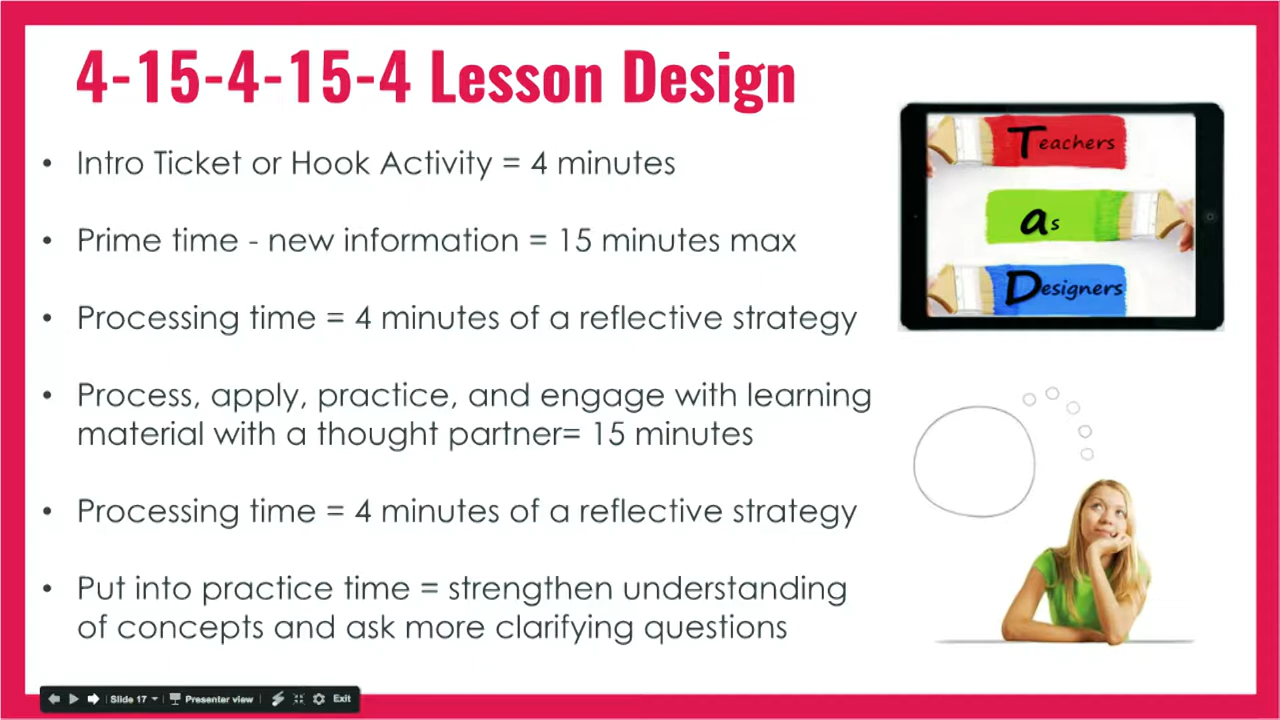 4-15-4-15-4 Lesson Design
• Intro Ticket or Hook Activity = 4 minutes
• Prime time - new information = 15 minutes max
• Processing time = 4 minutes of a reflective strategy
• Process, apply, practice, and engage with learning
material with a thought partner= 15 minutes
• Processing time = 4 minutes of a reflective strategy
• Put into practice time = strengthen understanding
of concepts and ask more clarifying questions
Teachers
as
Designers
Slide 17
Presenter view
Exit